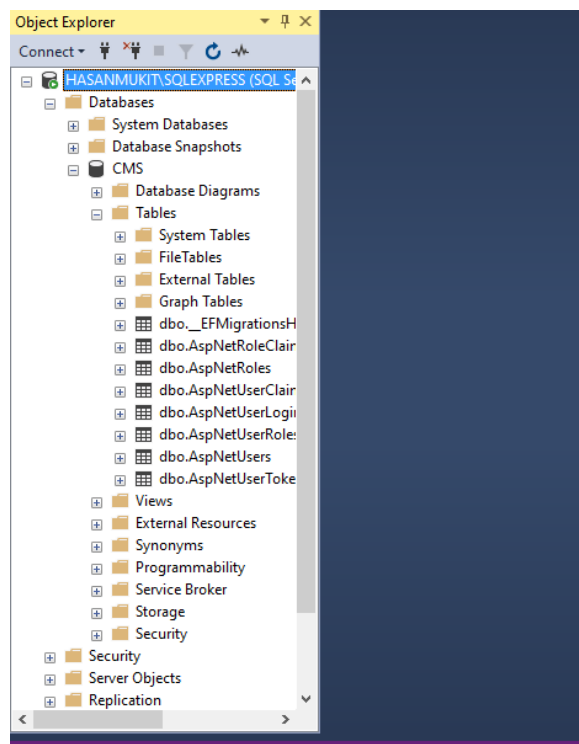 Object Explorer
Connect
HASANMUKIT\SQLEXPRESS (SQL Se
Databases
System Databases
Database Snapshots
CMS
Database Diagrams
Tables
System Tables
FileTables
External Tables
Graph Tables
dbo.__EFMigrationsH
dbo.AspNetRoleClair
dbo.AspNetRoles
dbo.AspNetUserClair
dbo.AspNetUserLogi
dbo.AspNetUserRole
dbo.AspNetUsers
dbo.AspNetUserToke
Views
External Resources
Synonyms
Programmability
Service Broker
Storage
Security
Security
Server Objects
Replication